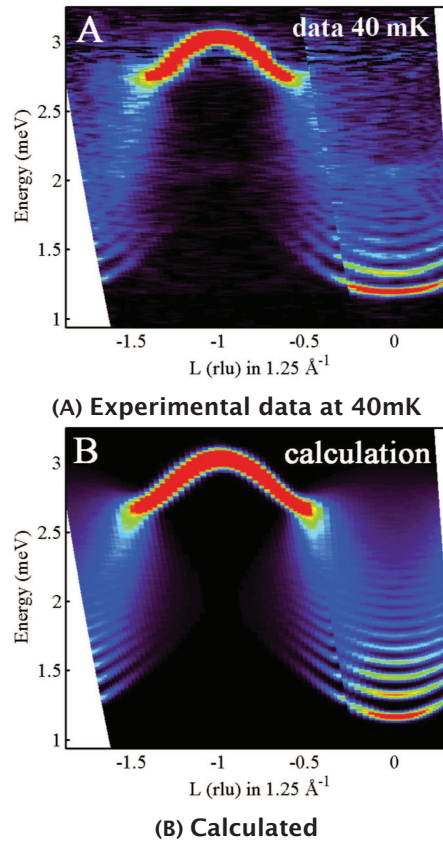 A
data 40 mK
3
2.5
2
1.5
1
Energy (meV)
-1.5
-1
-0.5
0
L (rlu) in 1.25 Å⁻¹
(A) Experimental data at 40mK
B
calculation
3
2.5
2
1.5
1
Energy (meV)
-1.5
-1
-0.5
0
L (rlu) in 1.25 Å⁻¹
(B) Calculated